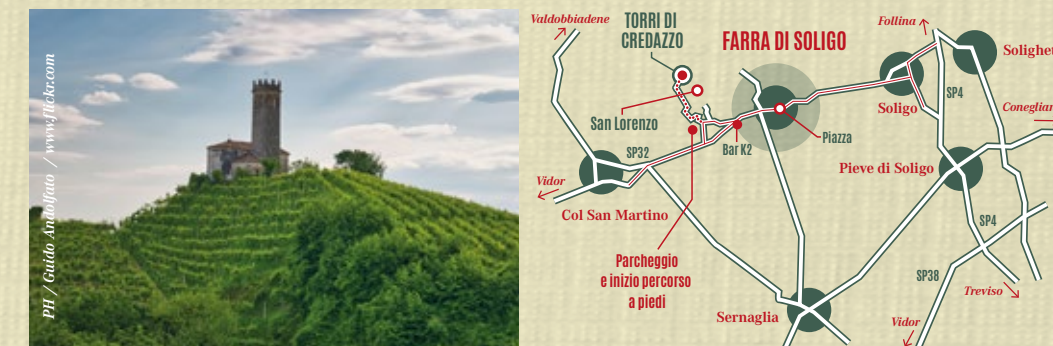 PH / Guido Andolfato / www.flickr.com
Valdobbiadene
TORRI DI
CREDAZZO
FARRA DI SOLIGO
Follina
Soligo
SP4
San Lorenzo
Bar K2
Piazza
SP32
Vidor
Pieve di Soligo
Col San Martino
Parcheggio
e inizio percorso
a piedi
SP4
SP38
Treviso
Sernaglia
Vidor